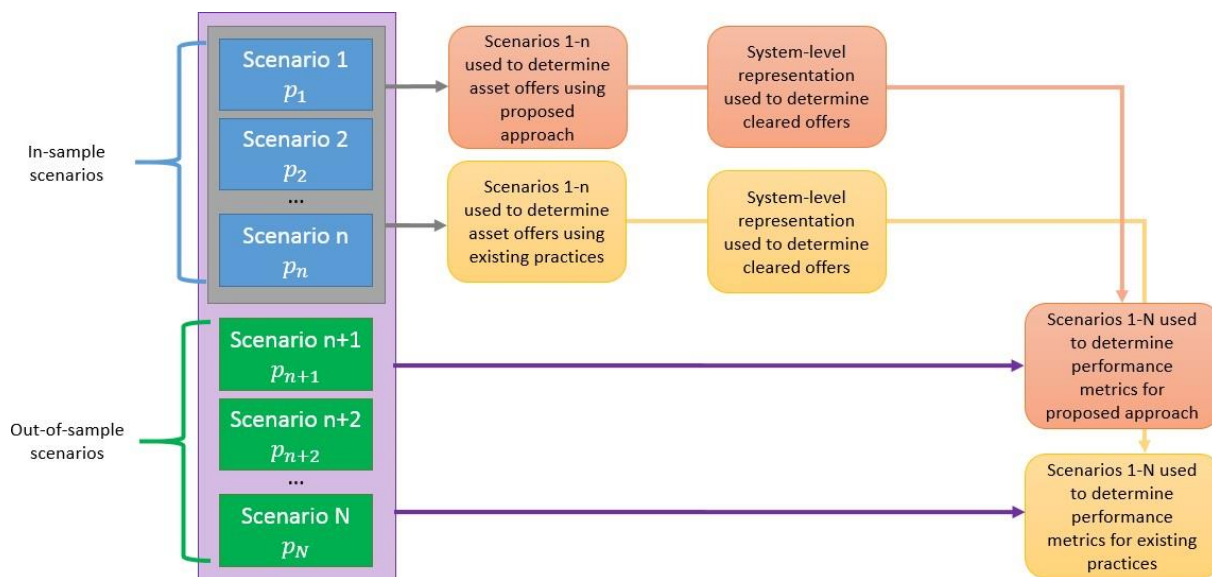 In-sample
scenarios
Scenario 1
p₁
Scenario 2
p₂
...
Scenario n
pₙ
Out-of-sample
scenarios
Scenario n+1
pₙ₊₁
Scenario n+2
pₙ₊₂
...
Scenario N
p_N
Scenarios 1-n
used to determine
asset offers using
proposed
approach
System-level
representation
used to determine
cleared offers
Scenarios 1-n
used to determine
asset offers using
existing practices
System-level
representation
used to determine
cleared offers
Scenarios 1-N used
to determine
performance
metrics for
proposed approach
Scenarios 1-N used
to determine
performance
metrics for existing
practices